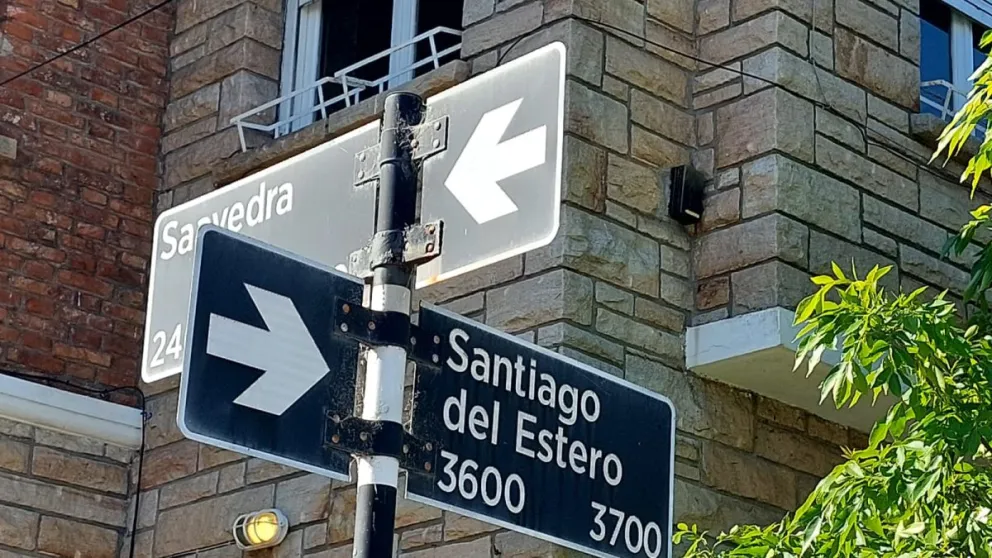 Saavedra
24
Santiago
del Estero
3600 3700